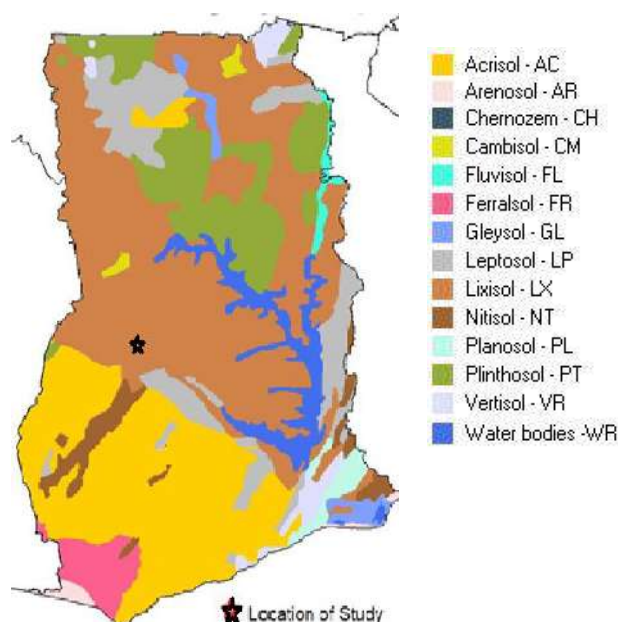 Acrisol - AC
Arenosol - AR
Chernozem - CH
Cambisol - CM
Fluvisol - FL
Ferralsol - FR
Gleysol - GL
Leptosol - LP
Lixisol - LX
Nitisol - NT
Planosol - PL
Plinthosol - PT
Vertisol - VR
Water bodies -WR
Location of Study